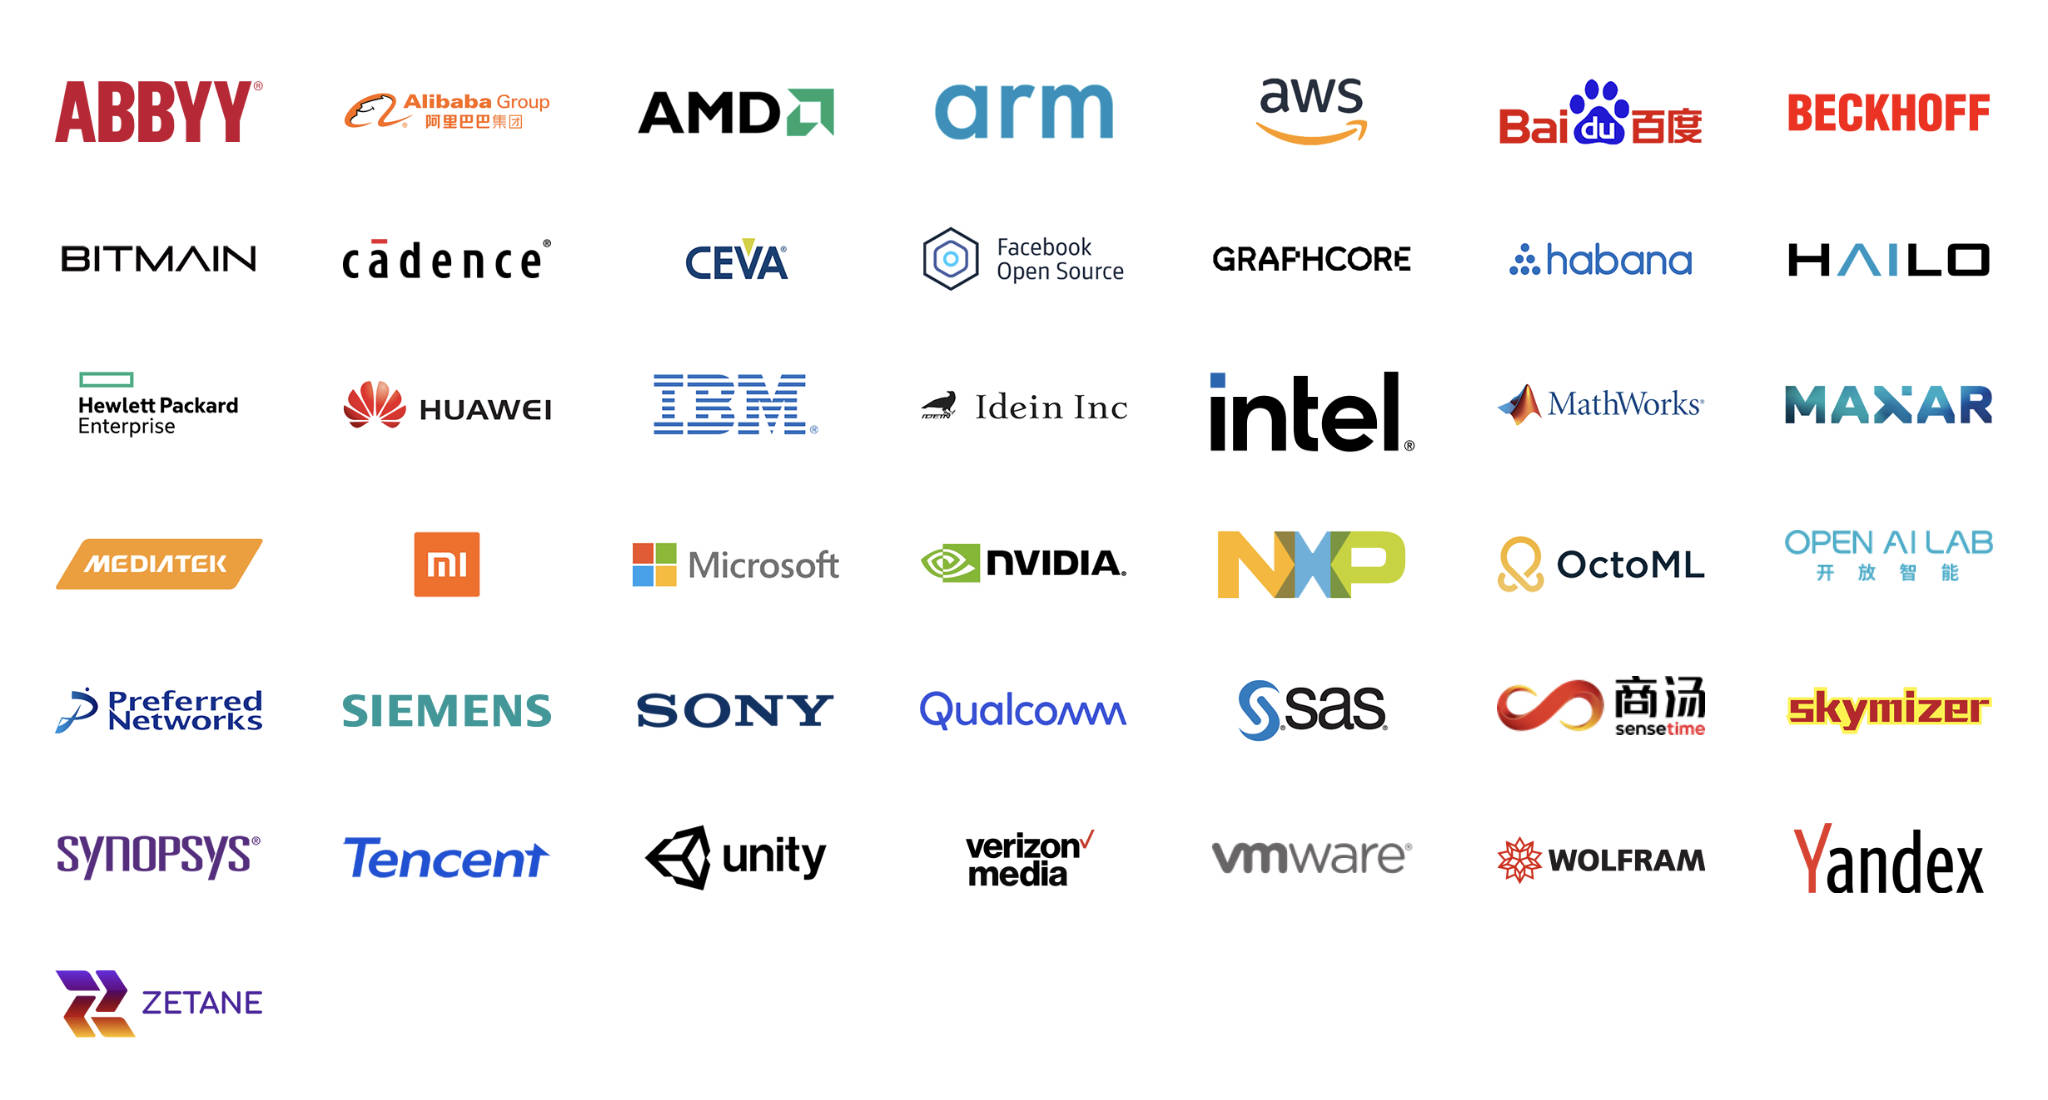 ABBYY®
Alibaba Group
阿里巴巴集团
AMD
arm
aws
Bai du 百度
BECKHOFF
BITMAIN
cādence®
CEVA®
Facebook
Open Source
GRAPHCORE
habana
HAILO
Hewlett Packard
Enterprise
HUAWEI
IBM®
IDEIN Idein Inc
intel®
MathWorks®
MAXAR
MEDIATEK
mi
Microsoft
NVIDIA.
NXP
OctoML
OPEN AI LAB
开放智能
Preferred
Networks
SIEMENS
SONY
Qualcomm
sas®
商汤
sensetime
skymizer
SYNOPSYS®
Tencent
unity
verizon✓
media
vmware®
WOLFRAM
Yandex
ZETANE